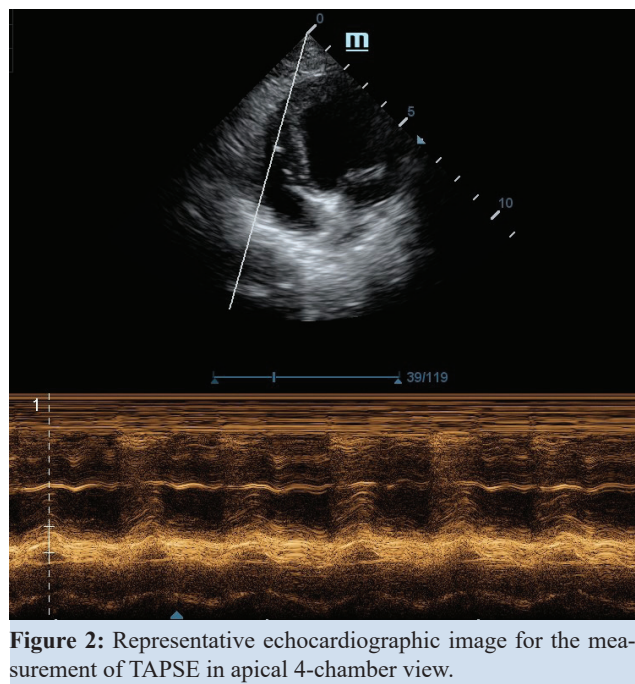 0
m
5
10
39/119
1
Figure 2: Representative echocardiographic image for the mea-
surement of TAPSE in apical 4-chamber view.